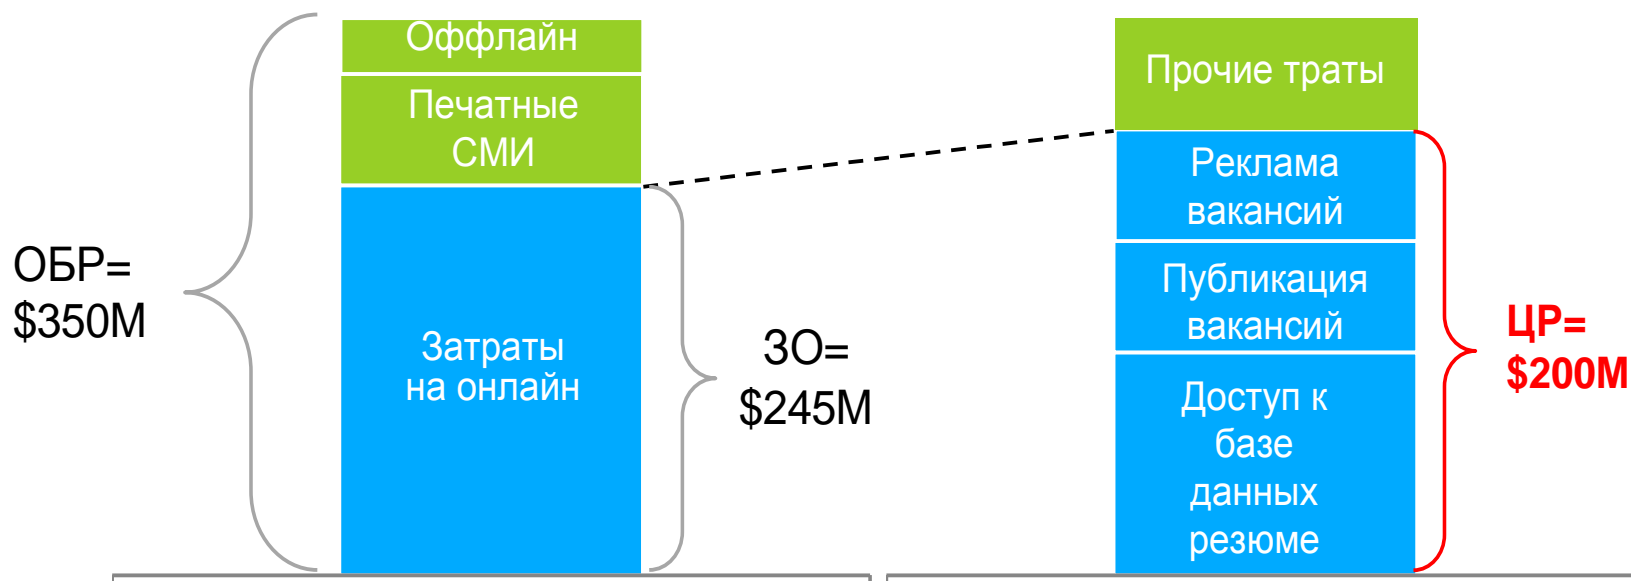 Оффлайн
Печатные
СМИ
Затраты
на онлайн
ОБР=
$350М
ЗО=
$245М
Прочие траты
Реклама
вакансий
Публикация
вакансий
Доступ к
базе
данных
резюме
ЦР=
$200М